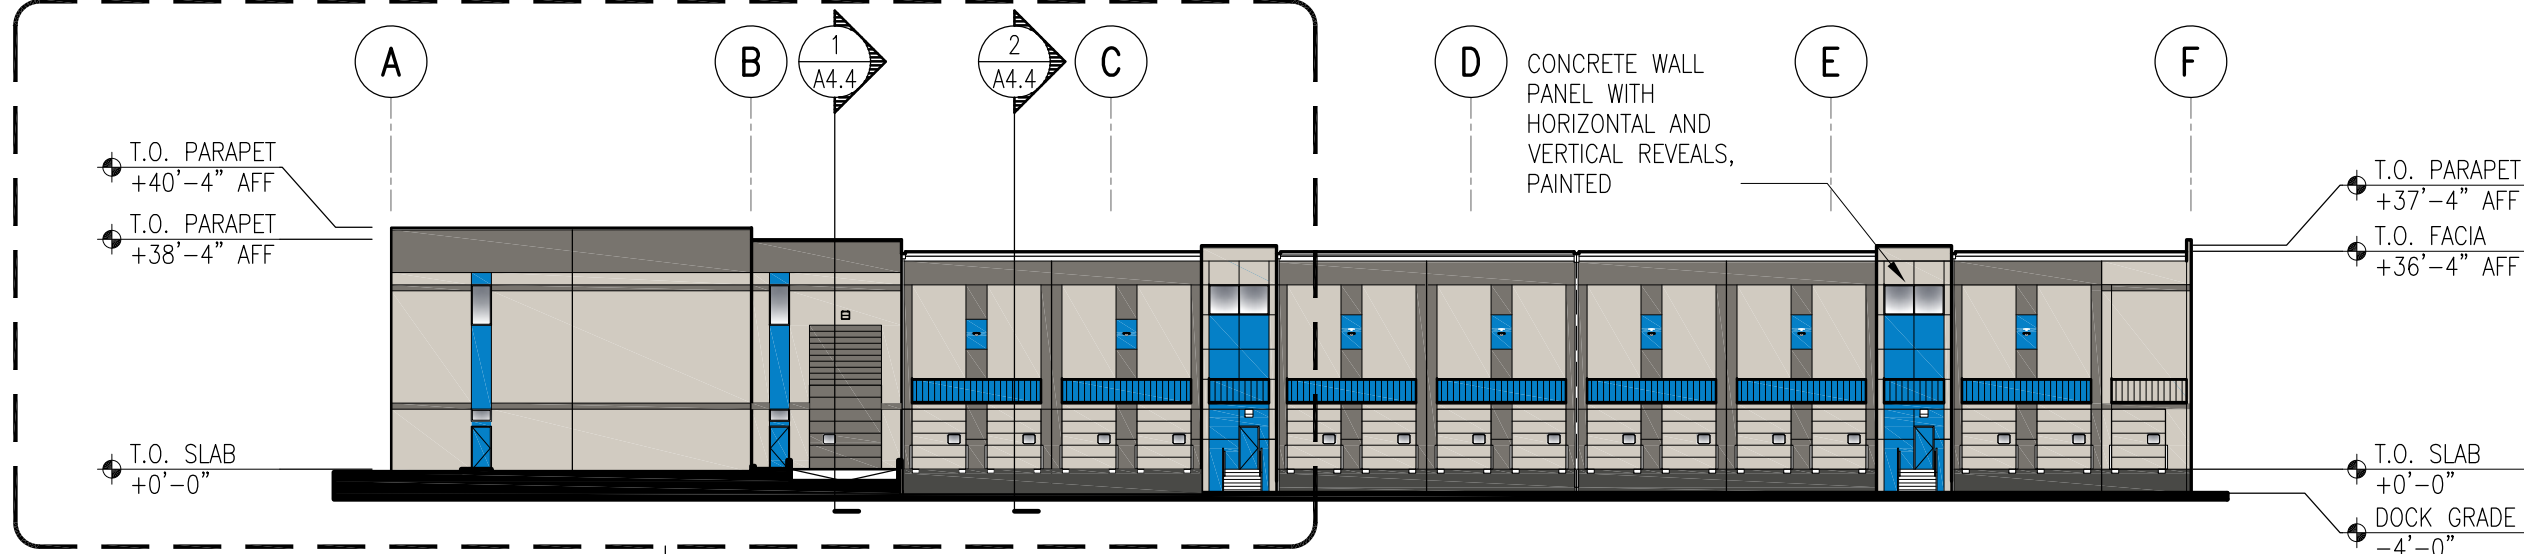 A
B
1
A4.4
2
A4.4
C
D
E
F
CONCRETE WALL
PANEL WITH
HORIZONTAL AND
VERTICAL REVEALS,
PAINTED
T.O. PARAPET
+40'-4" AFF
T.O. PARAPET
+38'-4" AFF
T.O. SLAB
+0'-0"
T.O. PARAPET
+37'-4" AFF
T.O. FACIA
+36'-4" AFF
T.O. SLAB
+0'-0"
DOCK GRADE
-4'-0"